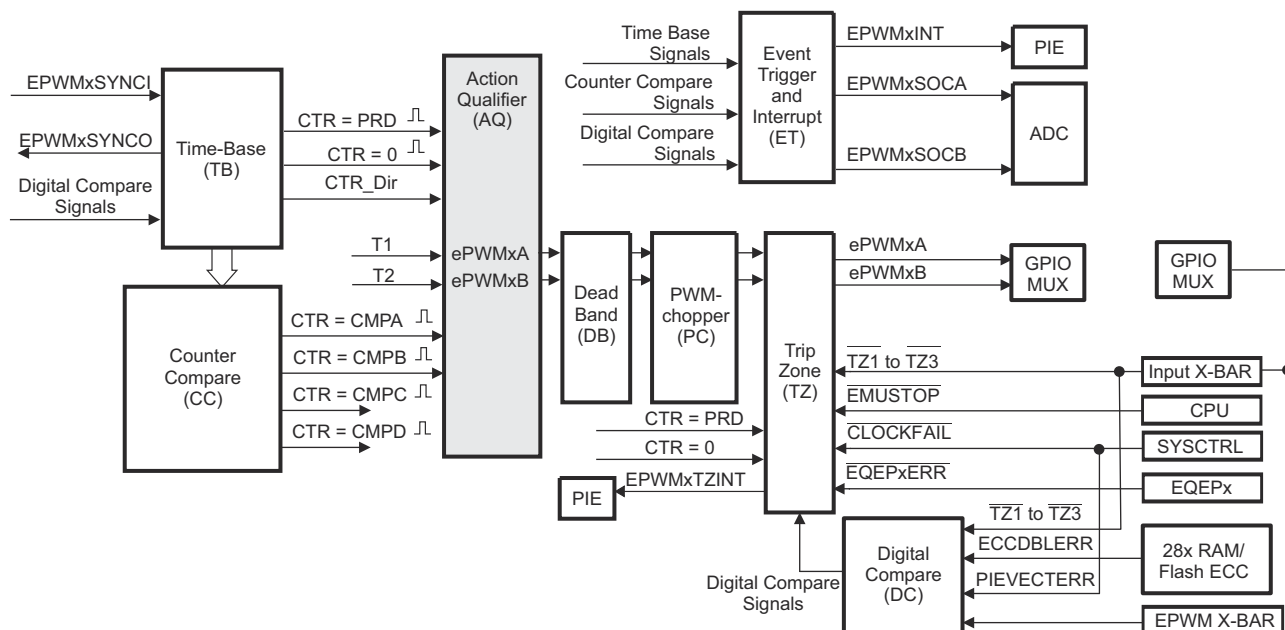 EPWMxSYNCI
EPWMxSYNCO
Digital Compare
Signals
Time-Base
(TB)
CTR = PRD
CTR = 0
CTR_Dir
T1
T2
Counter
Compare
(CC)
CTR = CMPA
CTR = CMPB
CTR = CMPC
CTR = CMPD
Action
Qualifier
(AQ)
ePWMxA
ePWMxB
Time Base
Signals
Counter Compare
Signals
Digital Compare
Signals
Event
Trigger
and
Interrupt
(ET)
EPWMxINT
EPWMxSOCA
EPWMxSOCB
PIE
ADC
Dead
Band
(DB)
PWM-
chopper
(PC)
Trip
Zone
(TZ)
ePWMxA
ePWMxB
GPIO
MUX
GPIO
MUX
TZ1 to TZ3
EMUSTOP
CLOCKFAIL
EQEPxERR
Input X-BAR
CPU
SYSCTRL
EQEPx
CTR = PRD
CTR = 0
EPWMxTZINT
PIE
Digital Compare
Signals
Digital
Compare
(DC)
TZ1 to TZ3
ECCDBLERR
PIEVECTERR
28x RAM/
Flash ECC
EPWM X-BAR